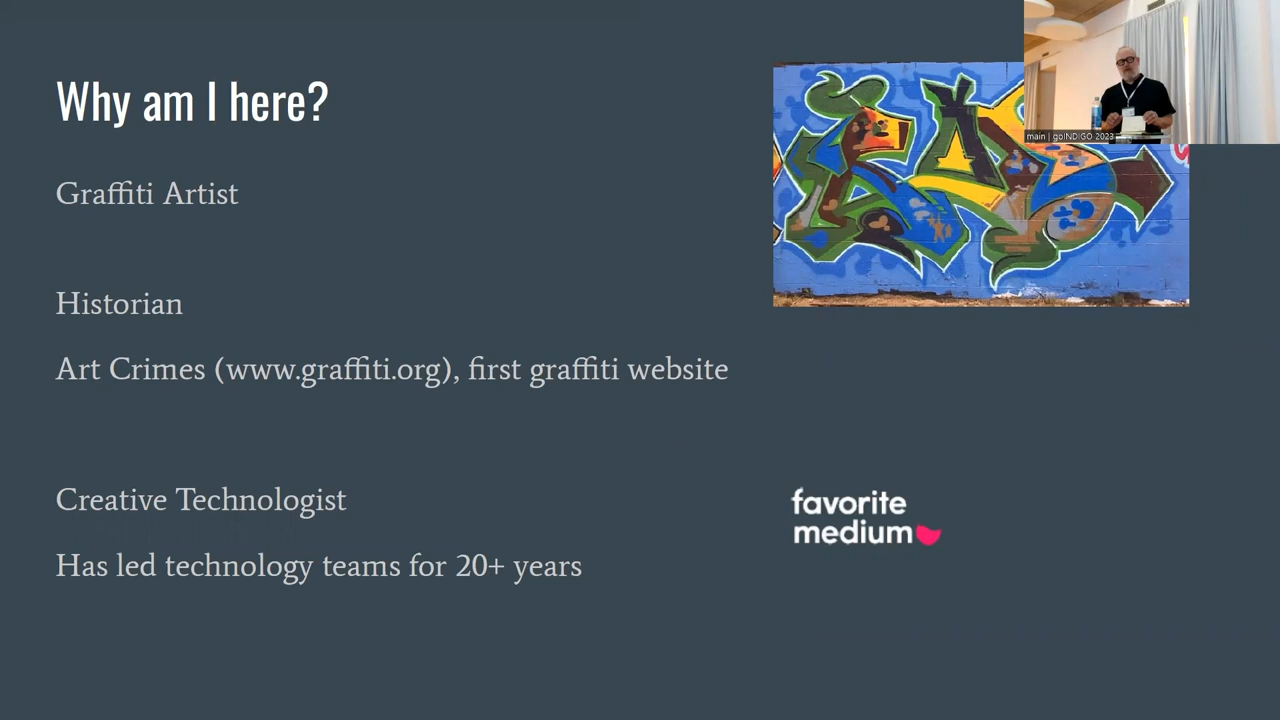 Why am I here?
Graffiti Artist
Historian
Art Crimes (www.graffiti.org), first graffiti website
Creative Technologist
Has led technology teams for 20+ years
main | goINDIGO 2023
favorite
medium